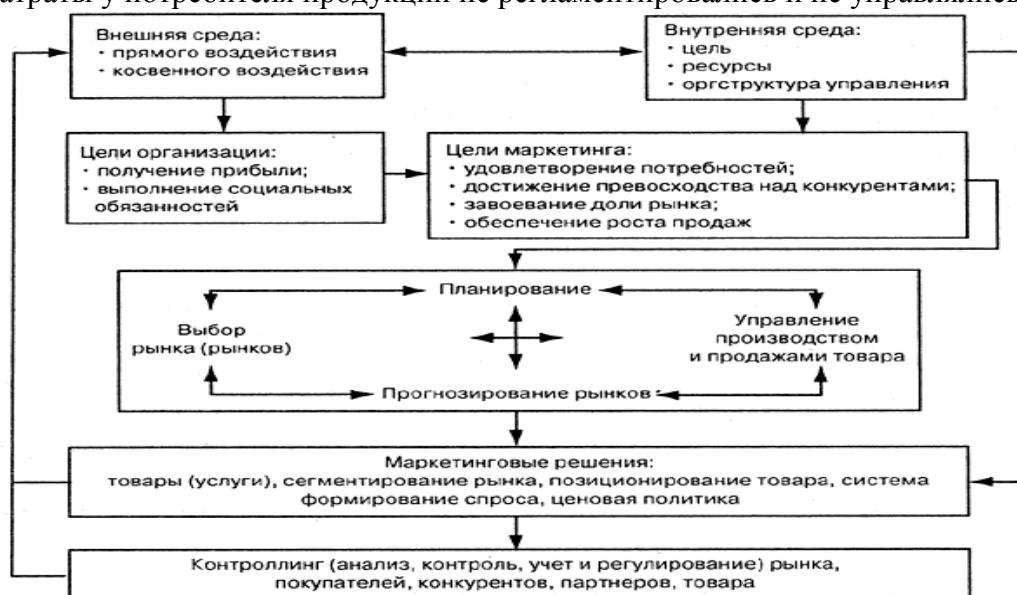 затраты у потребителя продукции не регламентировались и не управлялись
Внешняя среда:
• прямого воздействия
• косвенного воздействия
Внутренняя среда:
• цель
• ресурсы
• оргструктура управления
Цели организации:
• получение прибыли;
• выполнение социальных
обязанностей
Цели маркетинга:
• удовлетворение потребностей;
• достижение превосходства над конкурентами;
• завоевание доли рынка;
• обеспечение роста продаж
Планирование
Выбор
рынка (рынков)
Управление
производством
и продажами товара
Прогнозирование рынков
Маркетинговые решения:
товары (услуги), сегментирование рынка, позиционирование товара, система
формирование спроса, ценовая политика
Контроллинг (анализ, контроль, учет и регулирование) рынка,
покупателей, конкурентов, партнеров, товара